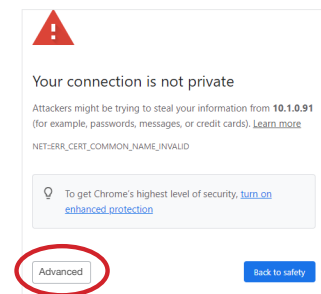 Your connection is not private
Attackers might be trying to steal your information from 10.1.0.91
(for example, passwords, messages, or credit cards). Learn more
NET::ERR_CERT_COMMON_NAME_INVALID
To get Chrome's highest level of security, turn on
enhanced protection
Advanced
Back to safety